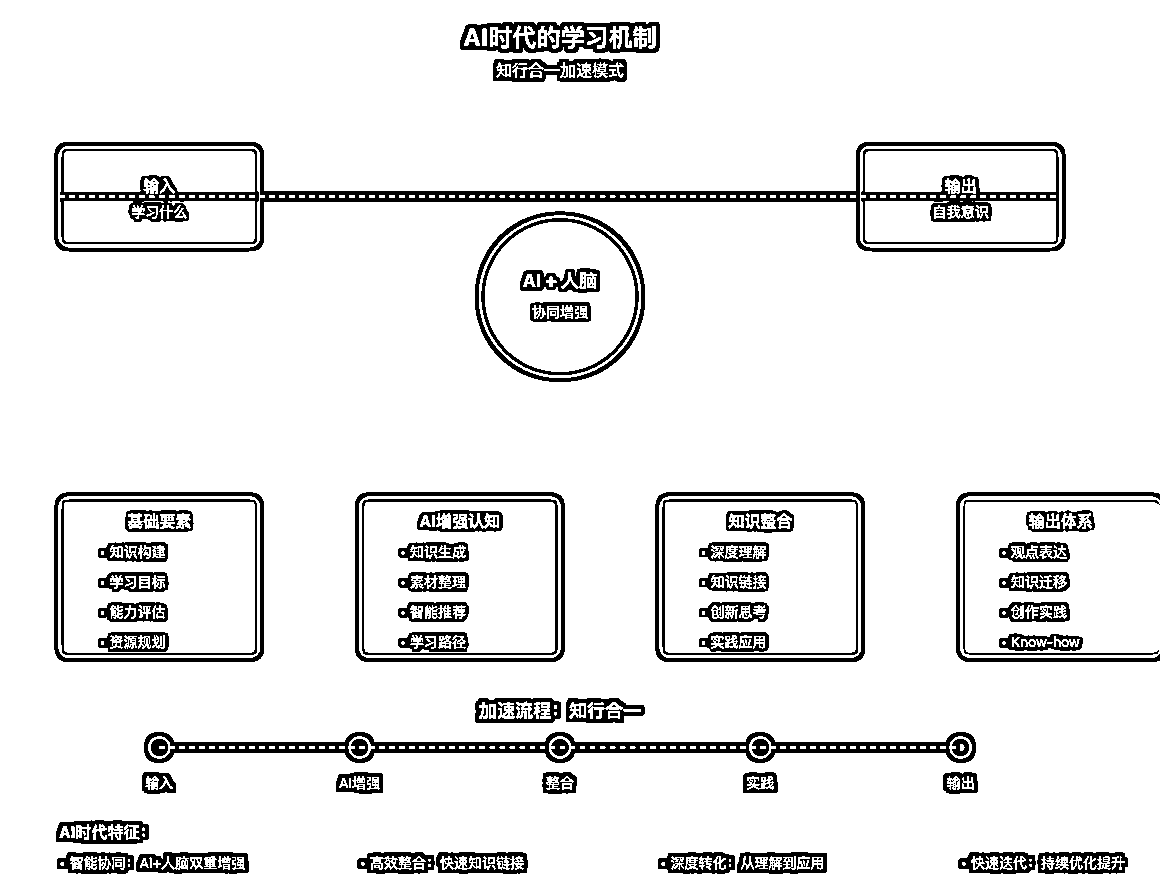 AI时代的学习机制
知行合一加速模式
输入
学习什么
输出
自我意识
AI+人脑
协同增强
基础要素
• 知识构建
• 学习目标
• 能力评估
• 资源规划
AI增强认知
• 知识生成
• 素材整理
• 智能推荐
• 学习路径
知识整合
• 深度理解
• 知识链接
• 创新思考
• 实践应用
输出体系
• 观点表达
• 知识迁移
• 创作实践
• Know-how
加速流程：知行合一
输入
AI增强
整合
实践
输出
AI时代特征：
• 智能协同：AI+人脑双重增强
• 高效整合：快速知识链接
• 深度转化：从理解到应用
• 快速迭代：持续优化提升